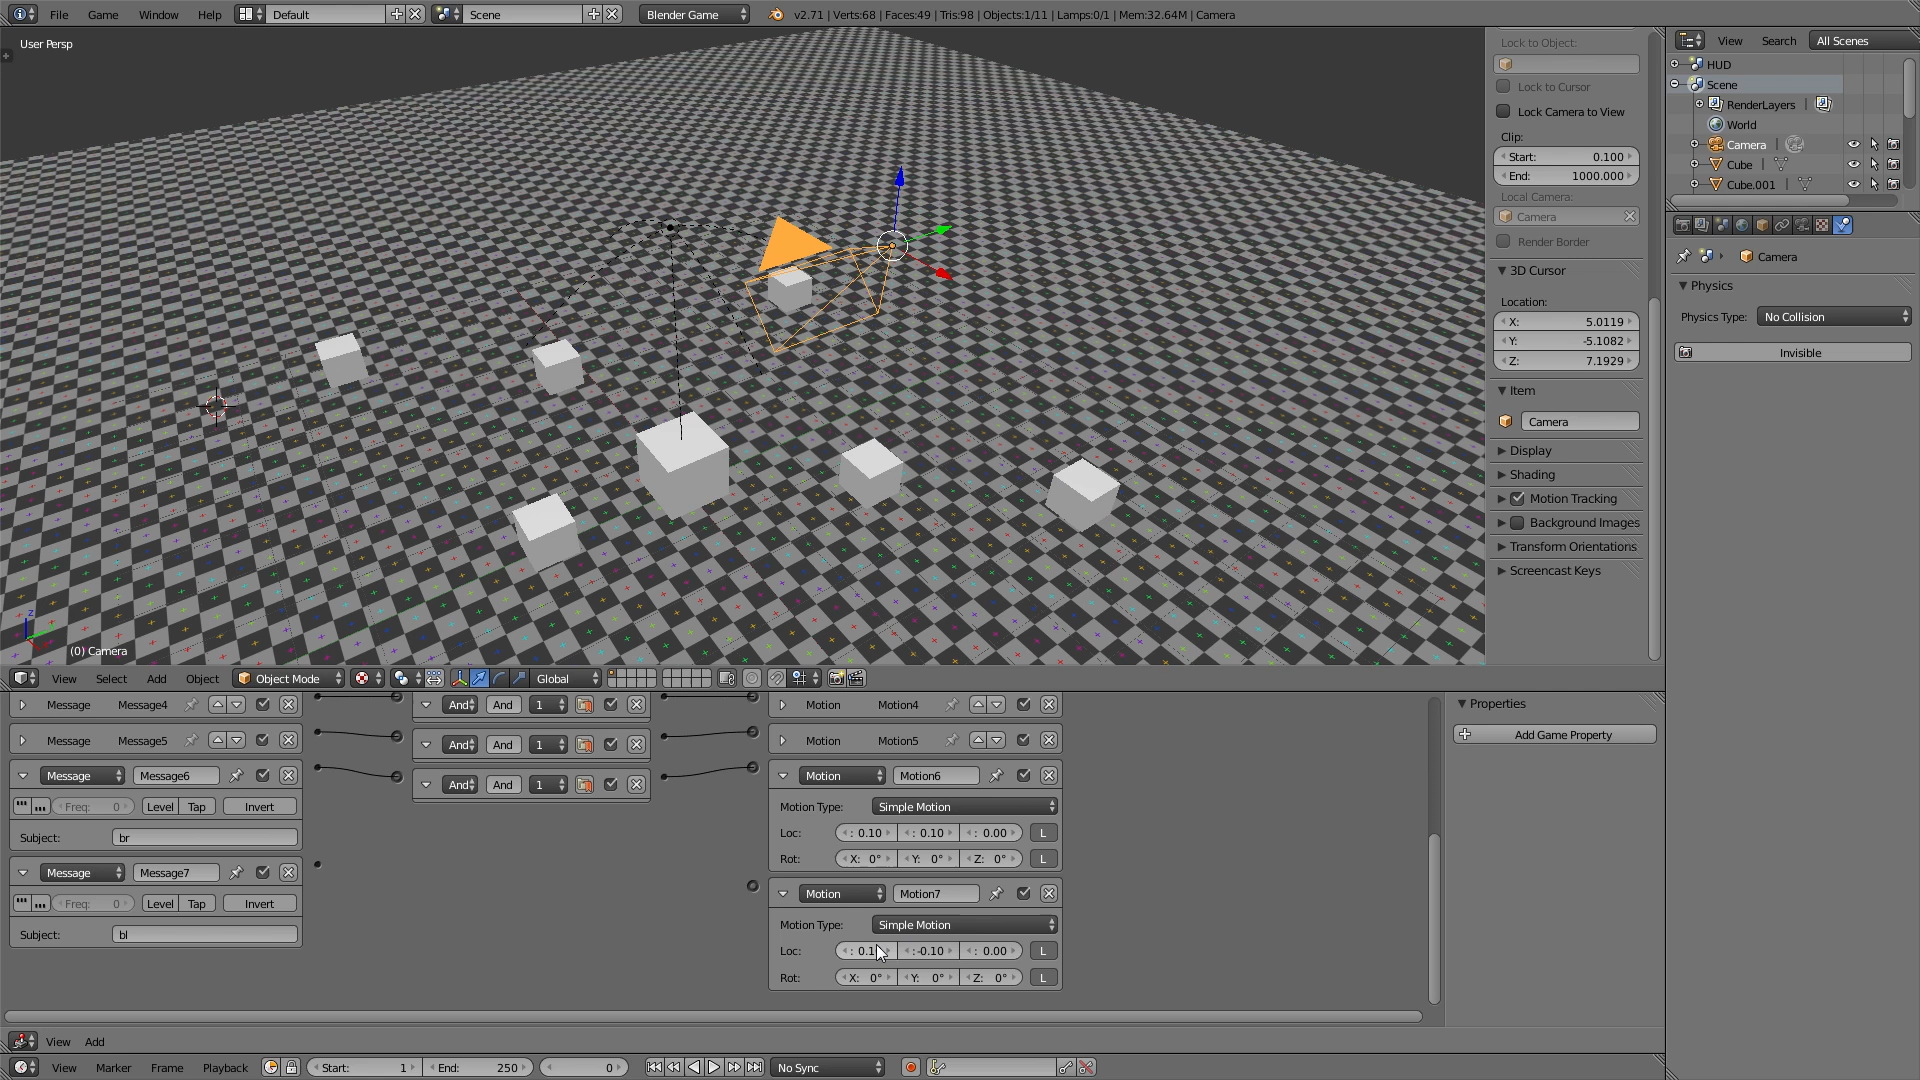 File Game Window Help Default Scene Blender Game v2.71 | Verts:68 | Faces:49 | Tris:98 | Objects:1/11 | Lamps:0/1 | Mem:32.64M | Camera
User Persp
(0) Camera
Lock to Object:
Lock to Cursor
Lock Camera to View
Clip:
Start: 0.100
End: 1000.000
Local Camera:
Camera
Render Border
3D Cursor
Location:
X: 5.0119
Y: -5.1082
Z: 7.1929
Item
Camera
Display
Shading
Motion Tracking
Background Images
Transform Orientations
Screencast Keys
View Search All Scenes
HUD
Scene
RenderLayers
World
Camera
Cube
Cube.001
Camera
Physics
Physics Type: No Collision
Invisible
View Select Add Object Object Mode Global
Message Message4 And And 1 Motion Motion4
Message Message5 And And 1 Motion Motion5
Message Message6 And And 1 Motion Motion6
Freq: 0 Level Tap Invert
Subject: br
Message Message7
Freq: 0 Level Tap Invert
Subject: bl
Motion Type: Simple Motion
Loc: : 0.10 : 0.10 : 0.00 L
Rot: X: 0° Y: 0° Z: 0° L
Motion Motion7
Motion Type: Simple Motion
Loc: :-0.10 : 0.00 L
Rot: X: 0° Y: 0° Z: 0° L
Properties
Add Game Property
View Add
View Marker Frame Playback Start: 1 End: 250 0 No Sync